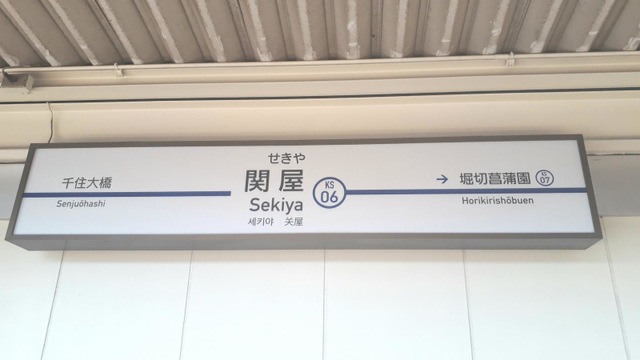 千住大橋
Senjuōhashi
せきや
関屋
Sekiya
세키야 关屋
KS
06
→ 堀切菖蒲園
KS
07
Horikirishōbuen